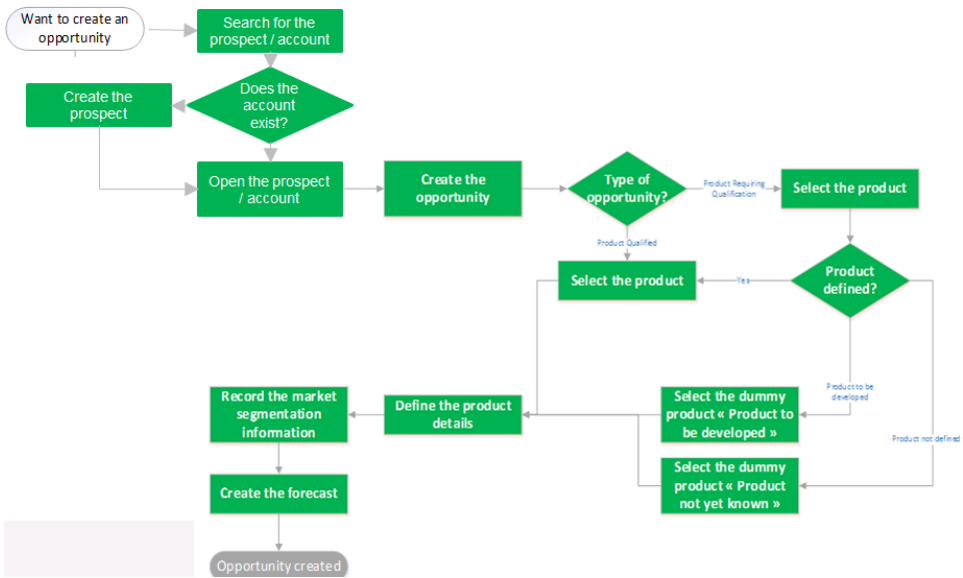 Want to create an
opportunity
Search for the
prospect / account
Does the
account
exist?
Create the
prospect
Open the prospect
/ account
Create the
opportunity
Type of
opportunity?
Product Requiring
Qualification
Select the product
Product Qualified
Select the product
Yes
Product
defined?
Product to be
developed
Product not defined
Select the dummy
product « Product to
be developed »
Select the dummy
product « Product
not yet known »
Define the product
details
Record the market
segmentation
information
Create the forecast
Opportunity created